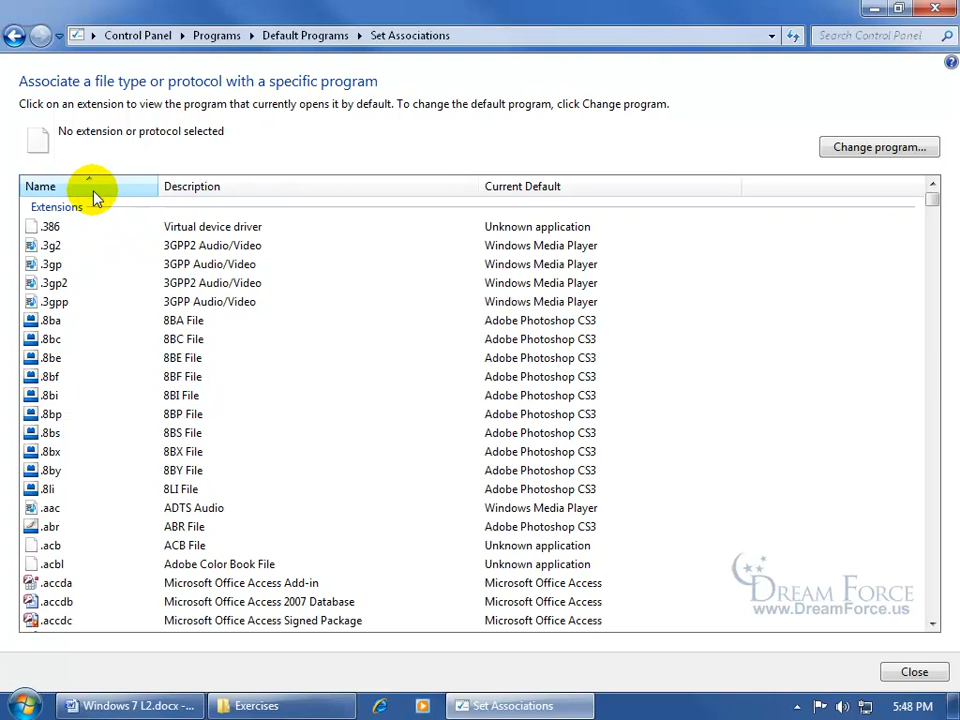 Control Panel Programs Default Programs Set Associations Search Control Panel
Associate a file type or protocol with a specific program
Click on an extension to view the program that currently opens it by default. To change the default program, click Change program.
No extension or protocol selected
Change program...
Name Description Current Default
Extensions
.386 Virtual device driver Unknown application
.3g2 3GPP2 Audio/Video Windows Media Player
.3gp 3GPP Audio/Video Windows Media Player
.3gp2 3GPP2 Audio/Video Windows Media Player
.3gpp 3GPP Audio/Video Windows Media Player
.8ba 8BA File Adobe Photoshop CS3
.8bc 8BC File Adobe Photoshop CS3
.8be 8BE File Adobe Photoshop CS3
.8bf 8BF File Adobe Photoshop CS3
.8bi 8BI File Adobe Photoshop CS3
.8bp 8BP File Adobe Photoshop CS3
.8bs 8BS File Adobe Photoshop CS3
.8bx 8BX File Adobe Photoshop CS3
.8by 8BY File Adobe Photoshop CS3
.8li 8LI File Adobe Photoshop CS3
.aac ADTS Audio Windows Media Player
.abr ABR File Adobe Photoshop CS3
.acb ACB File Unknown application
.acbl Adobe Color Book File Unknown application
.accda Microsoft Office Access Add-in Microsoft Office Access
.accdb Microsoft Office Access 2007 Database Microsoft Office Access
.accdc Microsoft Office Access Signed Package Microsoft Office Access
DREAM FORCE
www.DreamForce.us
Close
Windows 7 L2.docx -... Exercises Set Associations 5:48 PM